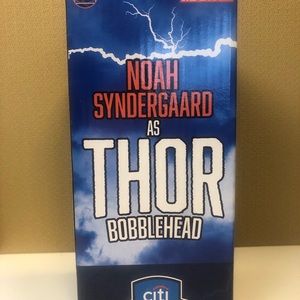 NOAH
SYNDERGAARD
AS
THOR
BOBBLEHEAD
citi